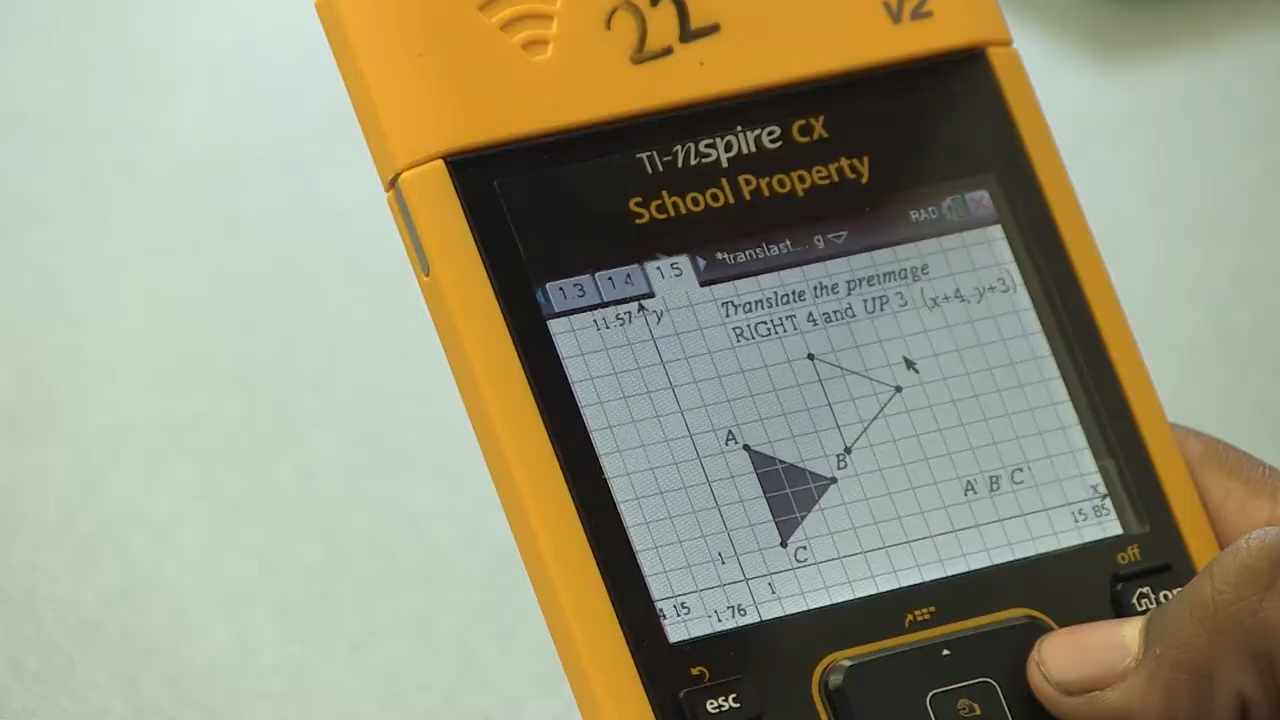 22
v2
TI-nspire CX
School Property
RAD
1.3
1.4
1.5
*translast... g
Translate the preimage
RIGHT 4 and UP 3 (x+4, y+3)
11.57
y
A
B
C
A' B' C'
x
15.85
1
1
-1.76
off
on
esc